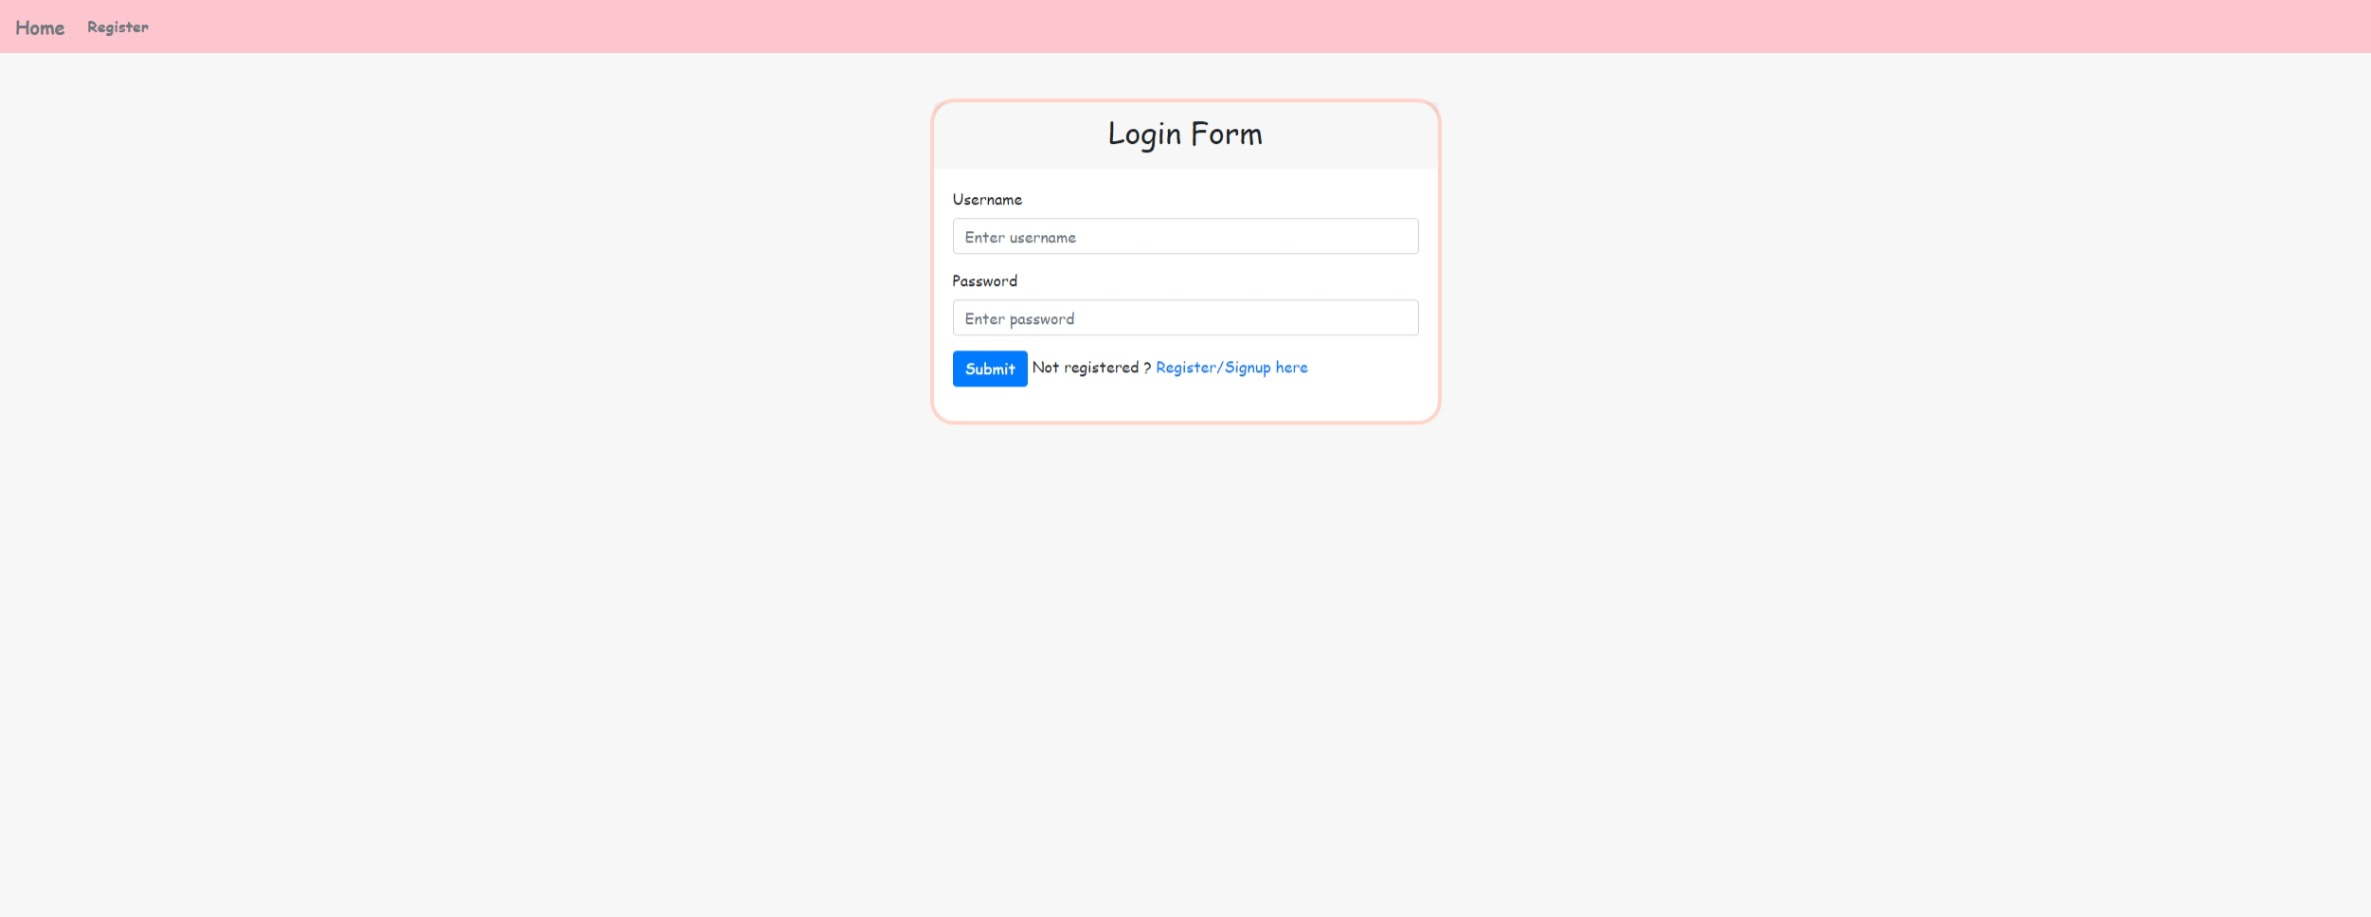 Home Register
Login Form
Username
Enter username
Password
Enter password
Submit Not registered ? Register/Signup here